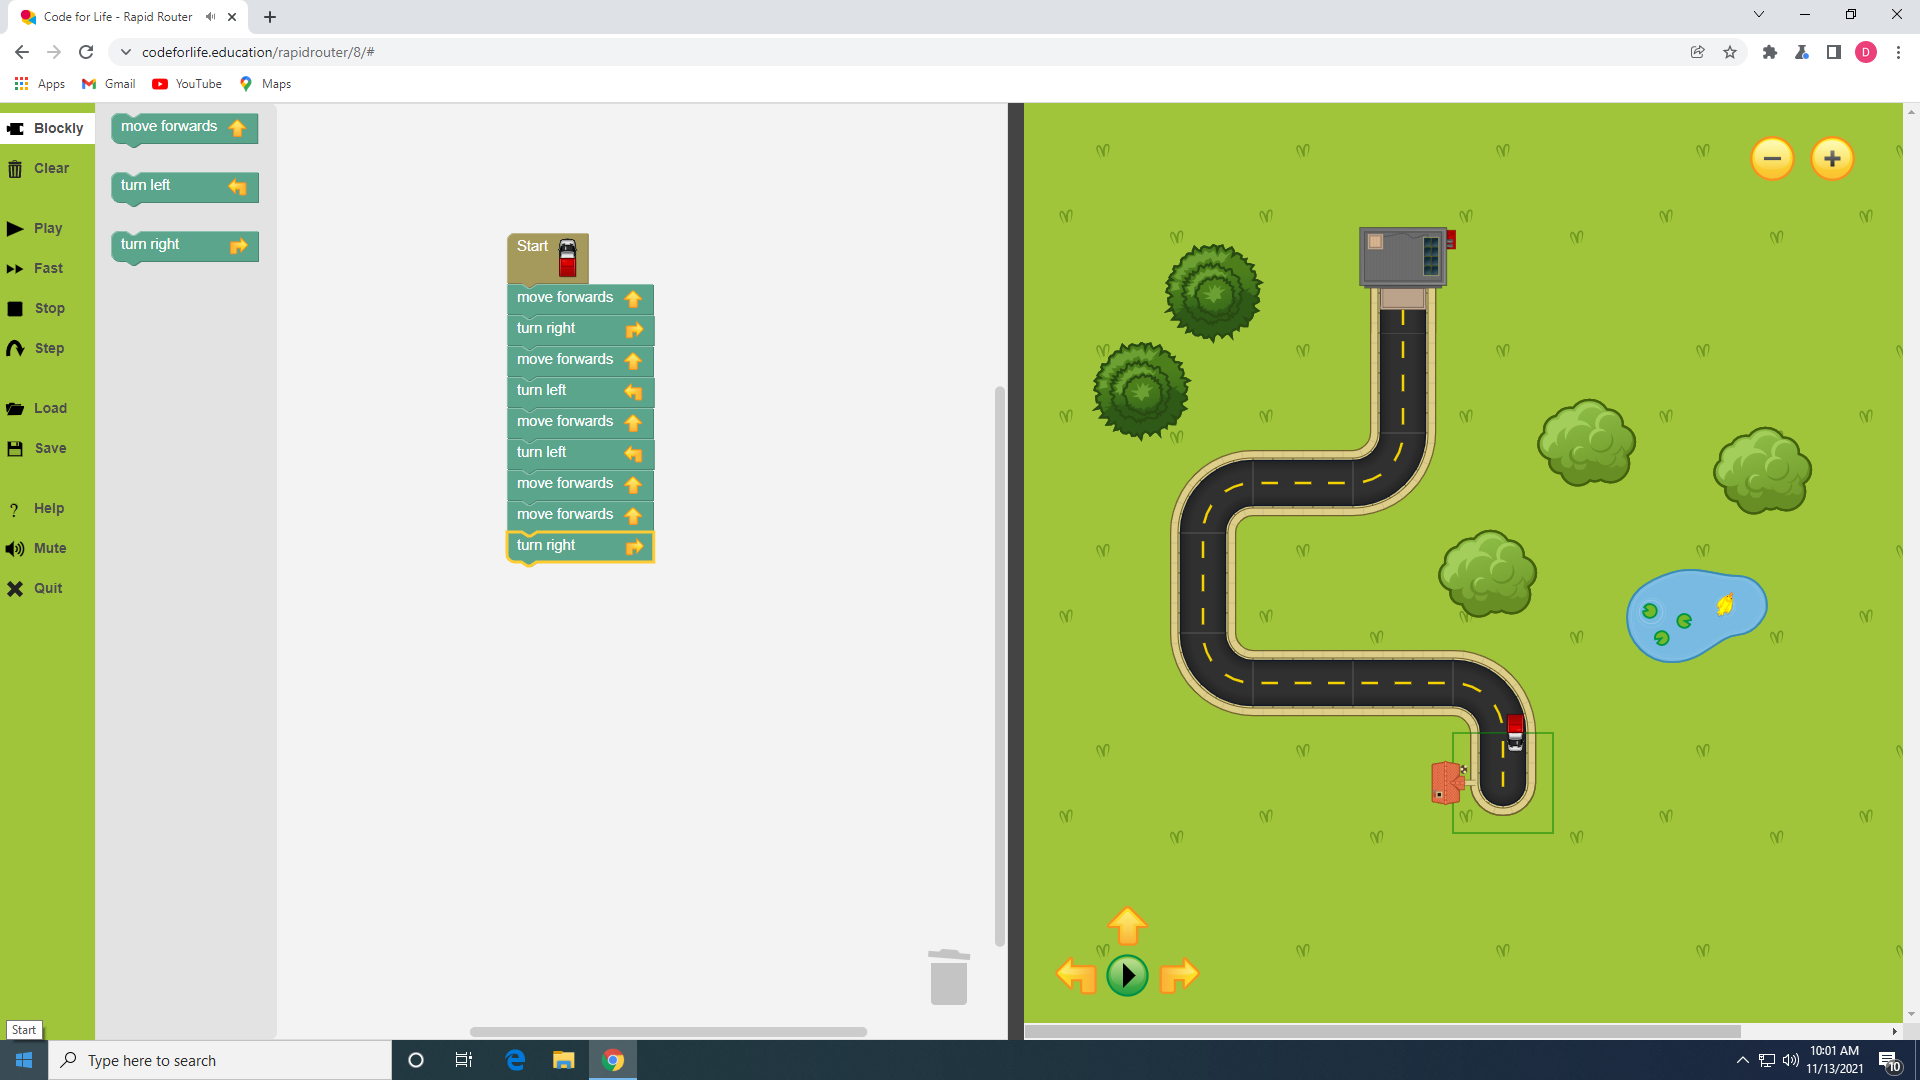 Code for Life - Rapid Router
codeforlife.education/rapidrouter/8/#
D
Apps
Gmail
YouTube
Maps
Blockly
Clear
Play
Fast
Stop
Step
Load
Save
? Help
Mute
Quit
move forwards
turn left
turn right
Start
move forwards
turn right
move forwards
turn left
move forwards
turn left
move forwards
move forwards
turn right
Start
Type here to search
10:01 AM
11/13/2021
10